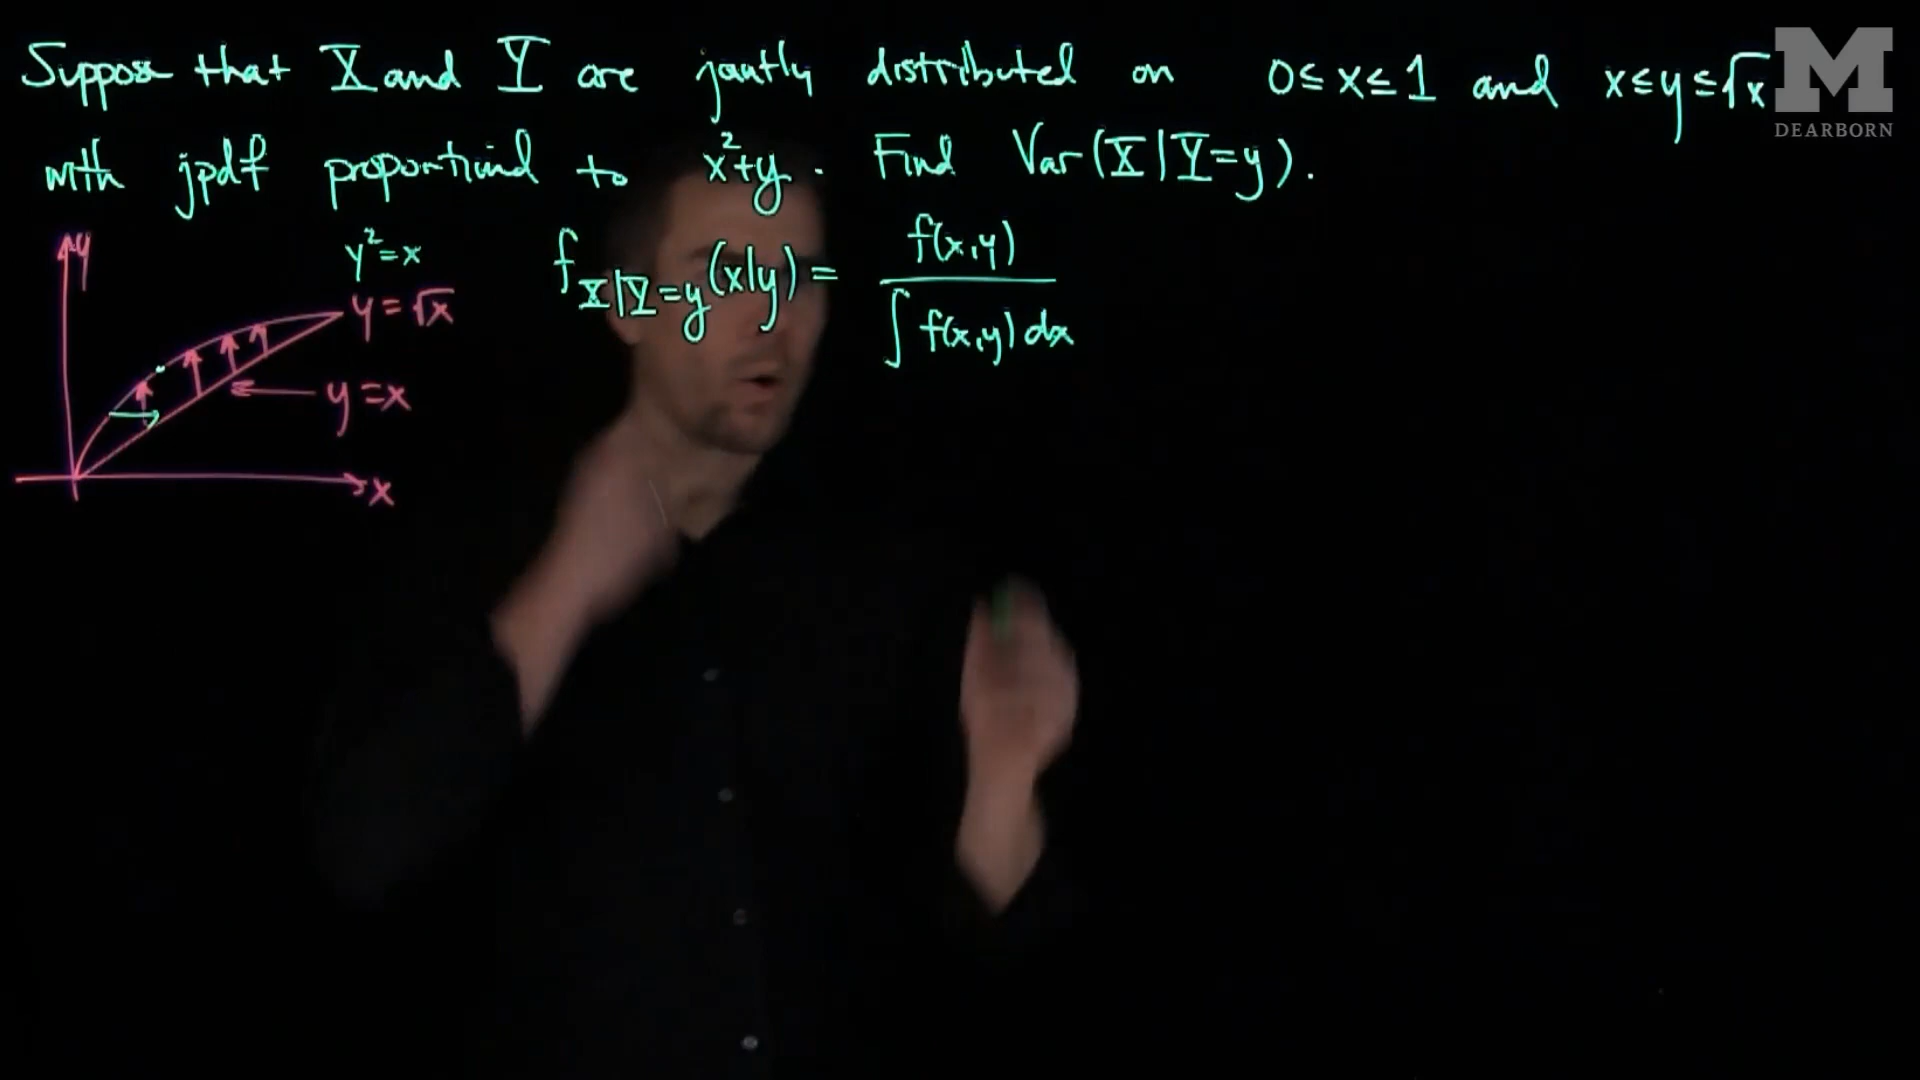 Suppose that X and Y are jointly distributed on 0 ≤ x ≤ 1 and x ≤ y ≤ √x
with jpdf proportional to x²+y. Find Var(X|Y=y).
M
DEARBORN
y
y² = x
y = √x
y = x
x
f_{X|Y=y}(x|y) = f(x,y) / ∫ f(x,y) dx